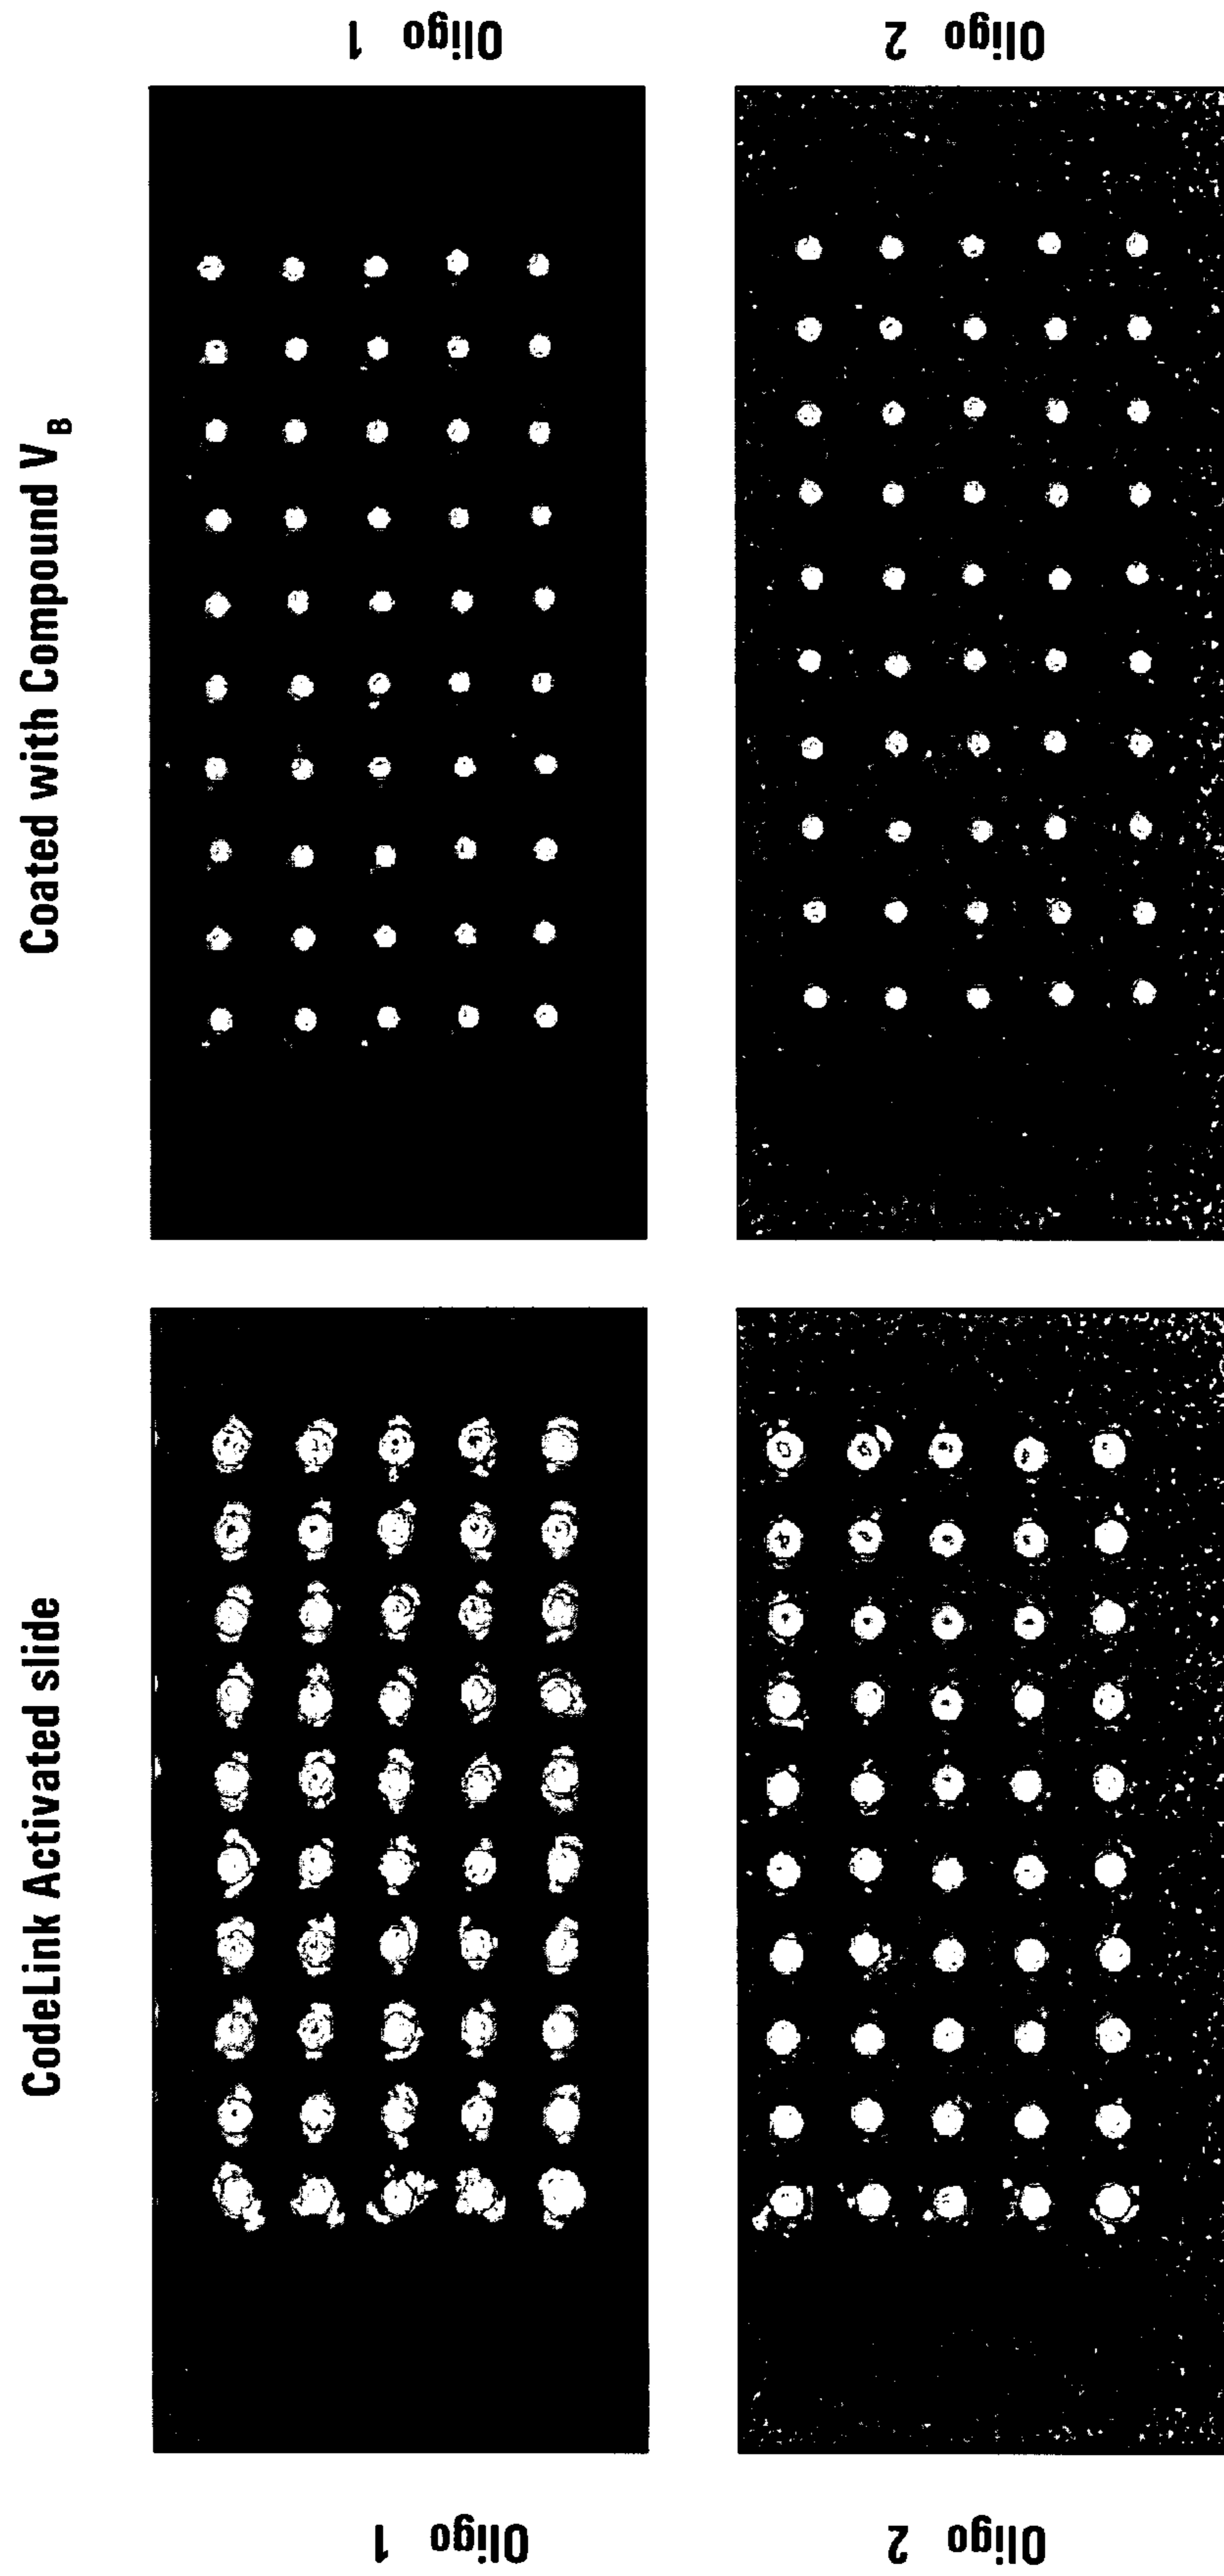 Oligo 1
Oligo 2
Coated with Compound V_B
CodeLink Activated slide
Oligo 1
Oligo 2